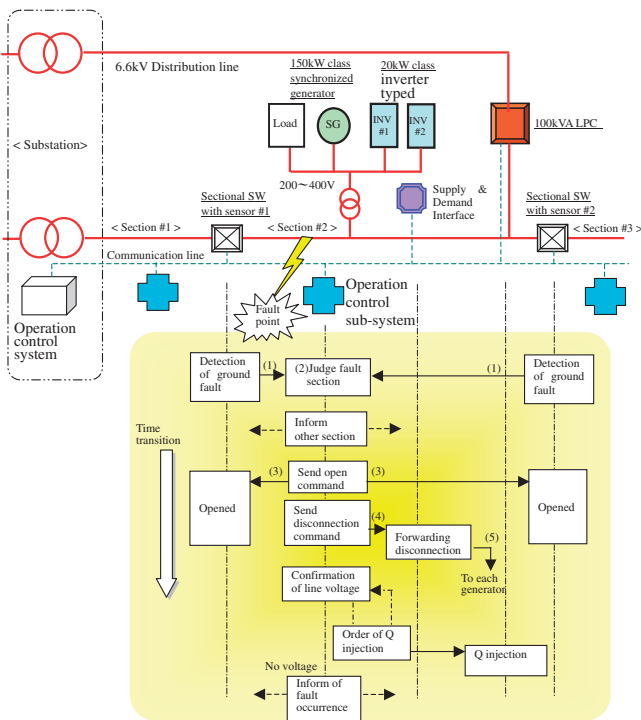 150kW class
synchronized
generator
20kW class
inverter
typed
6.6kV Distribution line
Load
SG
INV
#1
INV
#2
100kVA LPC
< Substation>
200～400V
Supply &
Demand
Interface
Sectional SW
with sensor #1
Sectional SW
with sensor #2
< Section #1 >
< Section #2 >
< Section #3 >
Communication line
Operation
control
system
Fault
point
Operation
control
sub-system
Detection
of ground
fault
(1)
(2)Judge fault
section
(1)
Detection
of ground
fault
Time
transition
Inform
other section
Opened
(3)
Send open
command
(3)
Opened
Send
disconnection
command
(4)
Forwarding
disconnection
(5)
To each
generator
Confirmation
of line voltage
Order of Q
injection
Q injection
No voltage
Inform of
fault
occurrence